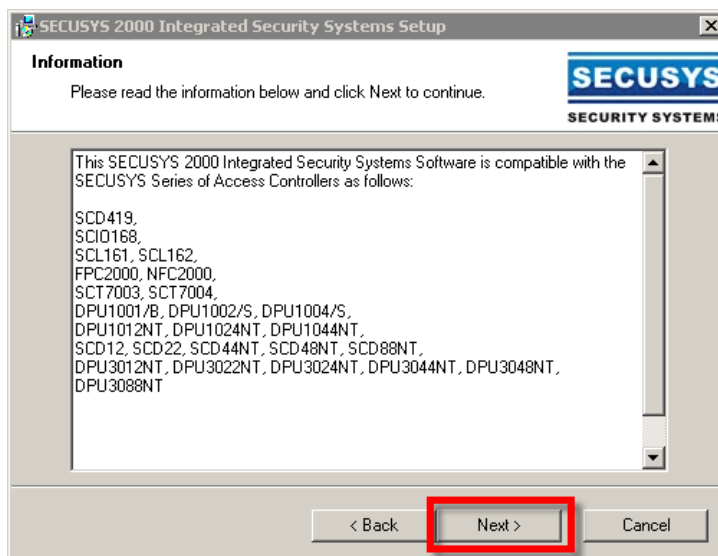 SECUSYS 2000 Integrated Security Systems Setup
Information
Please read the information below and click Next to continue.
SECUSYS
SECURITY SYSTEMS
This SECUSYS 2000 Integrated Security Systems Software is compatible with the
SECUSYS Series of Access Controllers as follows:
SCD419,
SCIO168,
SCL161, SCL162,
FPC2000, NFC2000,
SCT7003, SCT7004,
DPU1001/B, DPU1002/S, DPU1004/S,
DPU1012NT, DPU1024NT, DPU1044NT,
SCD12, SCD22, SCD44NT, SCD48NT, SCD88NT,
DPU3012NT, DPU3022NT, DPU3024NT, DPU3044NT, DPU3048NT,
DPU3088NT
< Back
Next >
Cancel